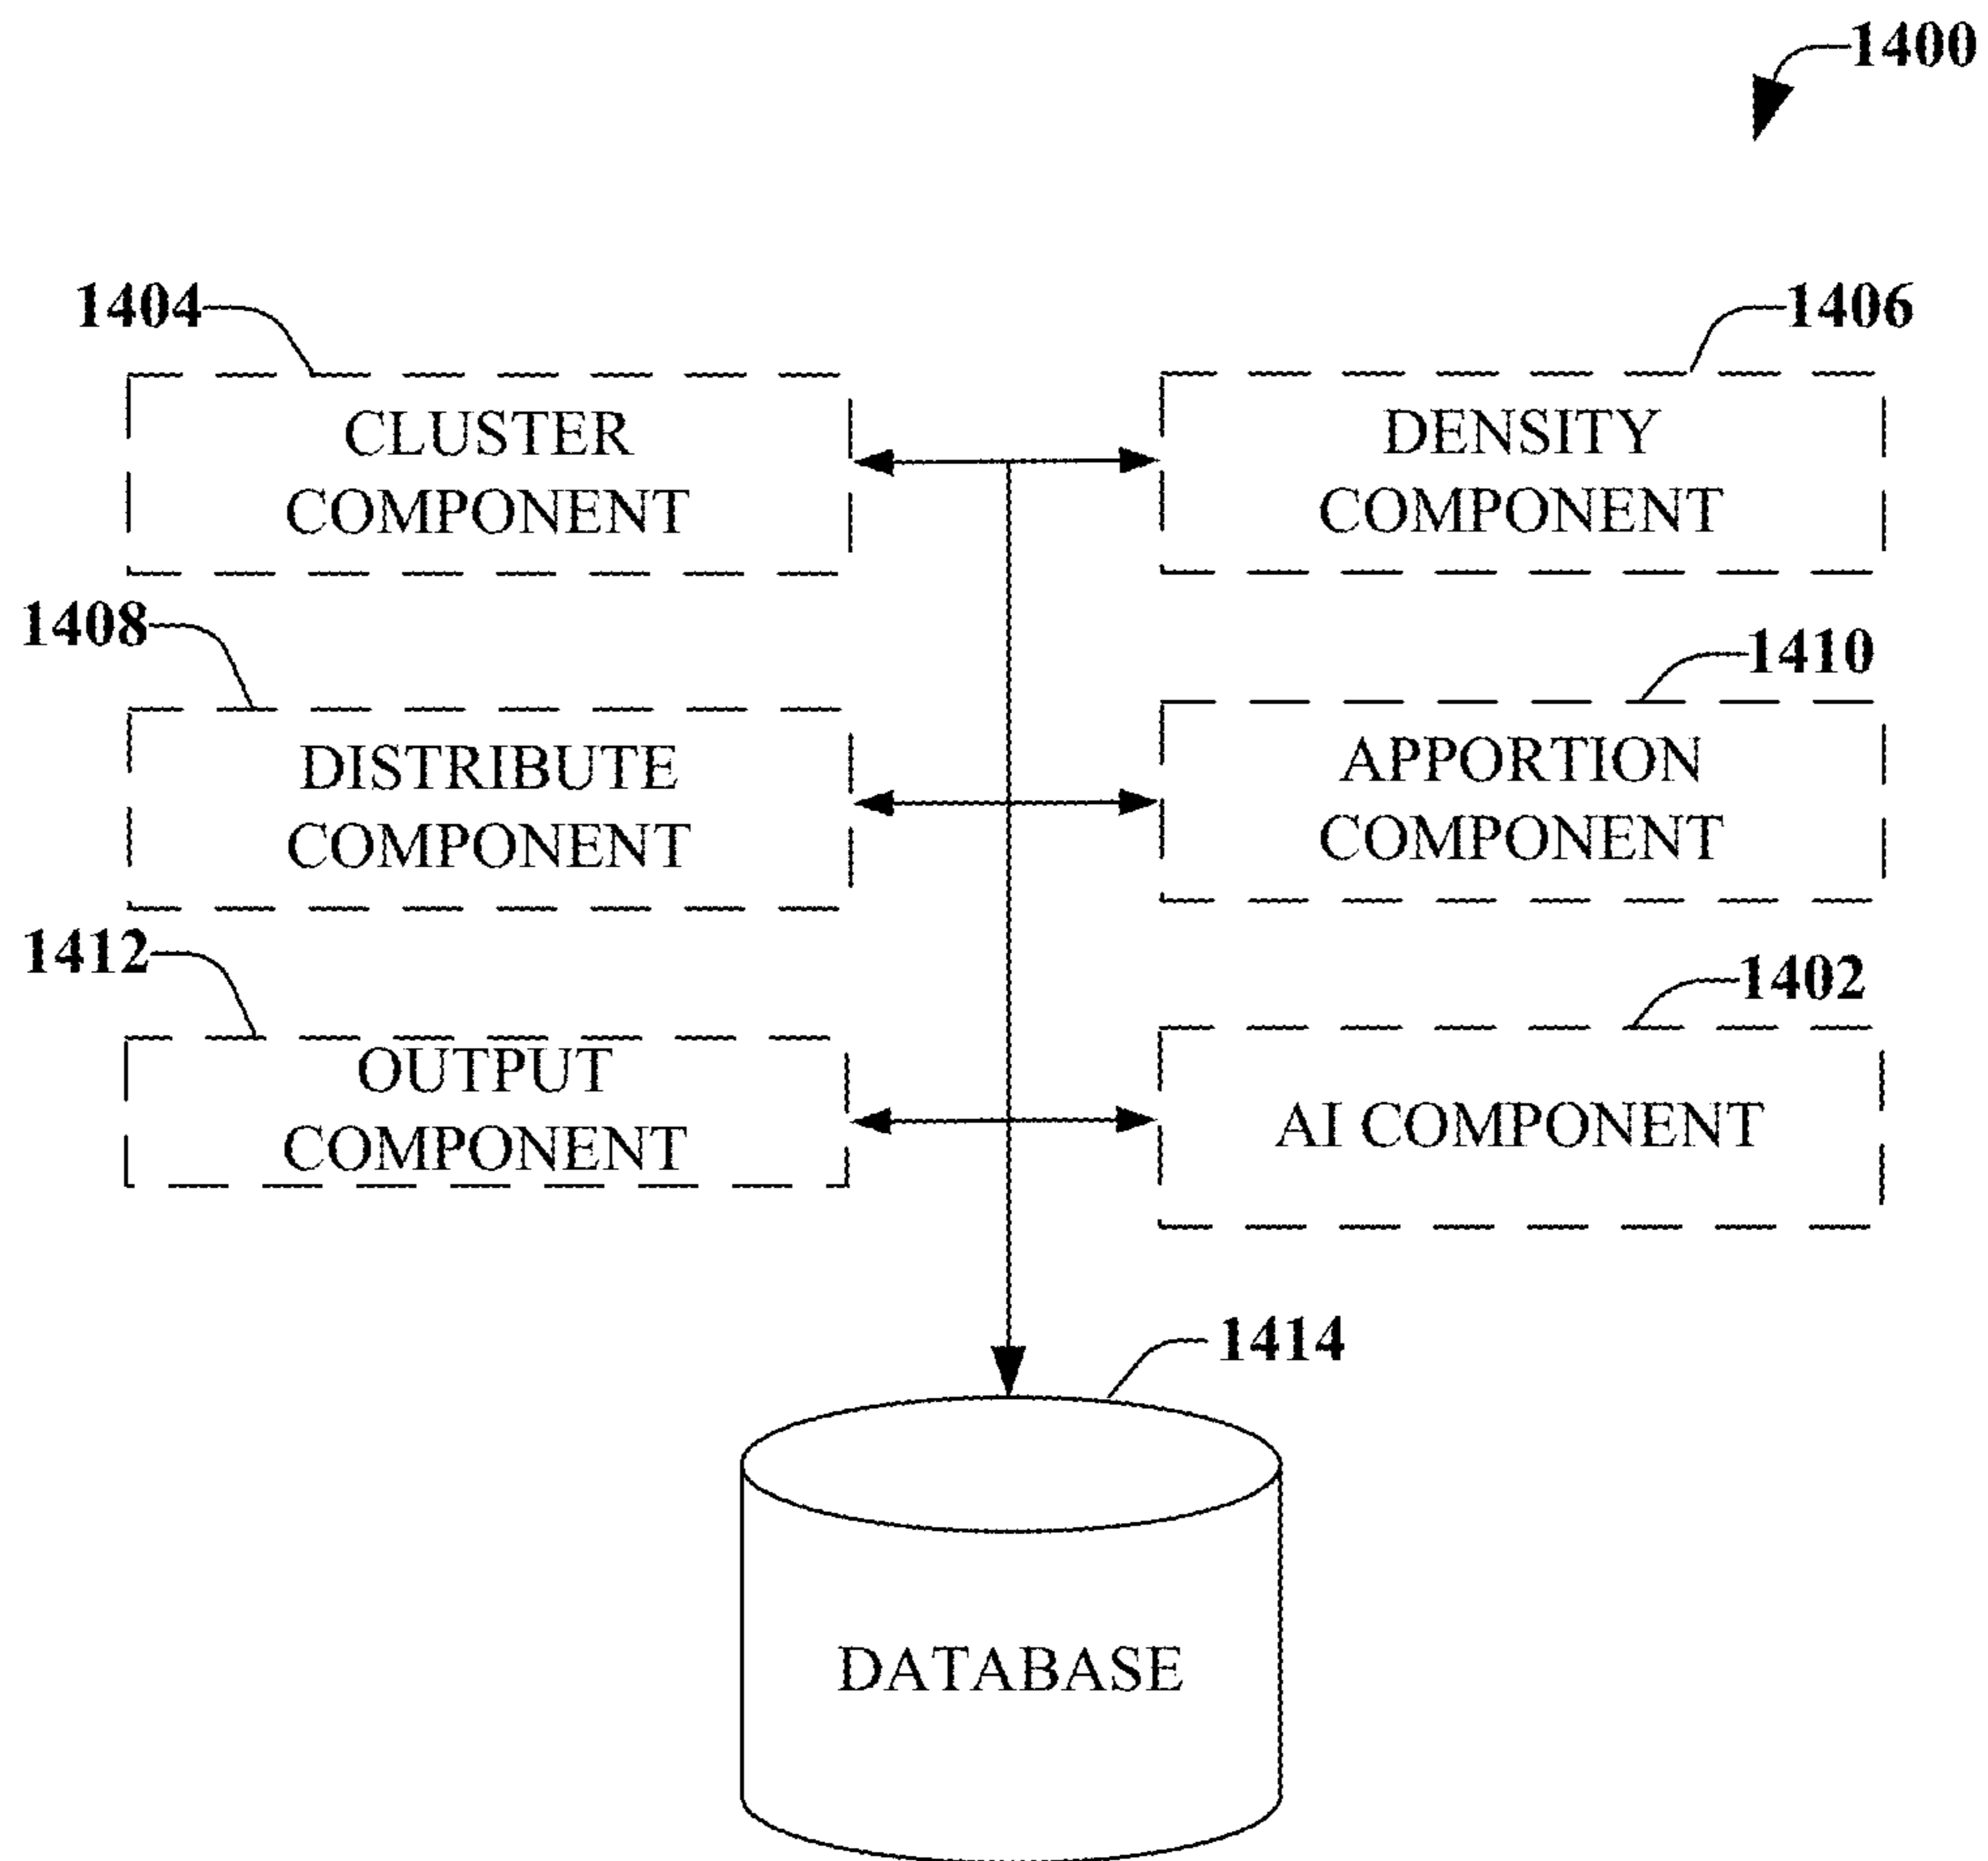 1400
1404
1406
CLUSTER
COMPONENT
DENSITY
COMPONENT
1408
1410
DISTRIBUTE
COMPONENT
APPORTION
COMPONENT
1412
1402
OUTPUT
COMPONENT
AI COMPONENT
1414
DATABASE